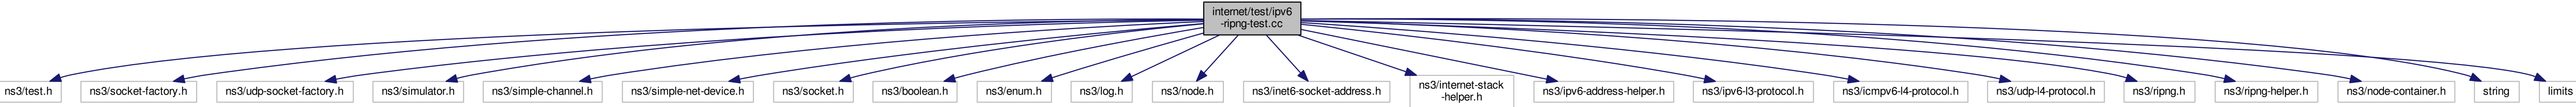 internet/test/ipv6
-ripng-test.cc
ns3/test.h
ns3/socket-factory.h
ns3/udp-socket-factory.h
ns3/simulator.h
ns3/simple-channel.h
ns3/simple-net-device.h
ns3/socket.h
ns3/boolean.h
ns3/enum.h
ns3/log.h
ns3/node.h
ns3/inet6-socket-address.h
ns3/internet-stack
-helper.h
ns3/ipv6-address-helper.h
ns3/ipv6-l3-protocol.h
ns3/icmpv6-l4-protocol.h
ns3/udp-l4-protocol.h
ns3/ripng.h
ns3/ripng-helper.h
ns3/node-container.h
string
limits